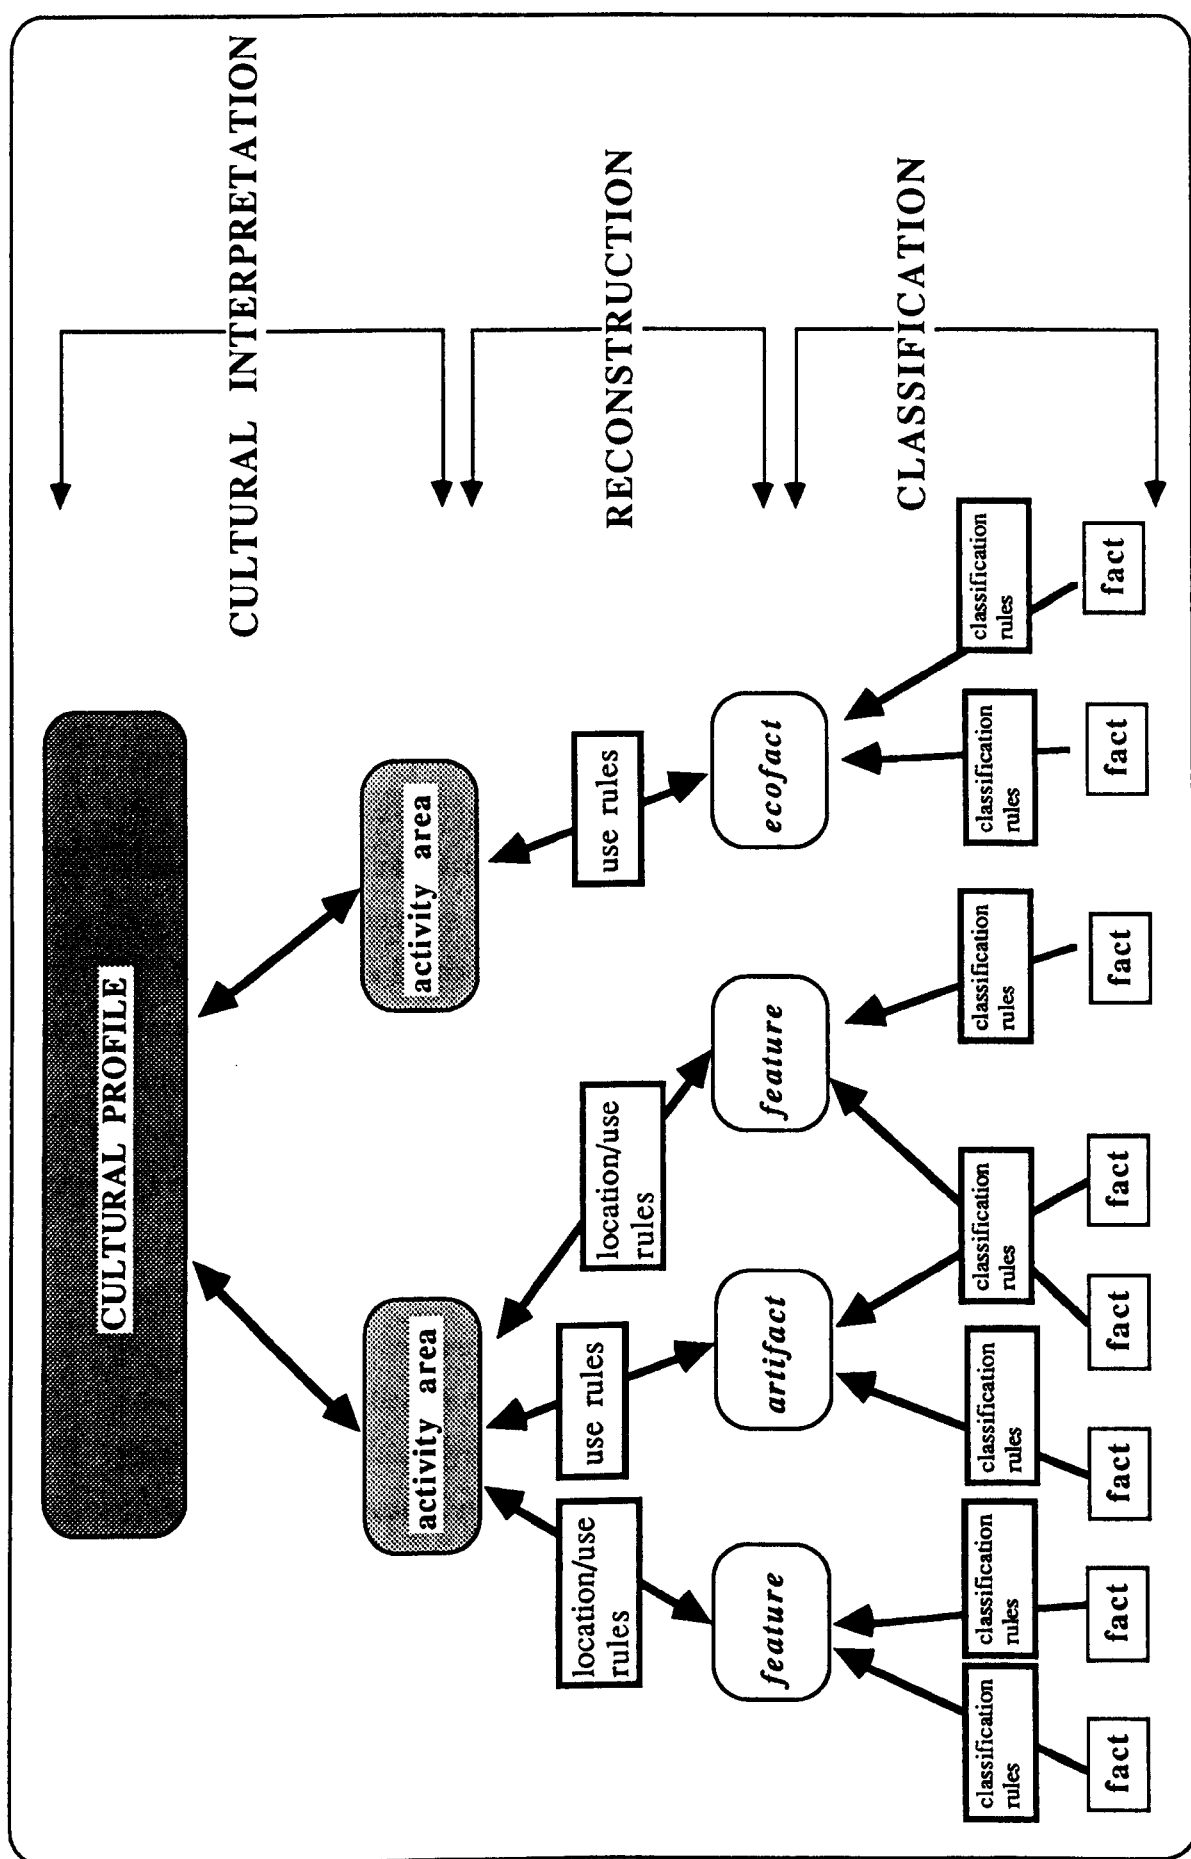 CULTURAL PROFILE
CULTURAL INTERPRETATION
activity area
activity area
RECONSTRUCTION
location/use
rules
use rules
location/use
rules
use rules
feature
artifact
feature
ecofact
CLASSIFICATION
classification
rules
classification
rules
classification
rules
classification
rules
classification
rules
classification
rules
classification
rules
fact
fact
fact
fact
fact
fact
fact
fact